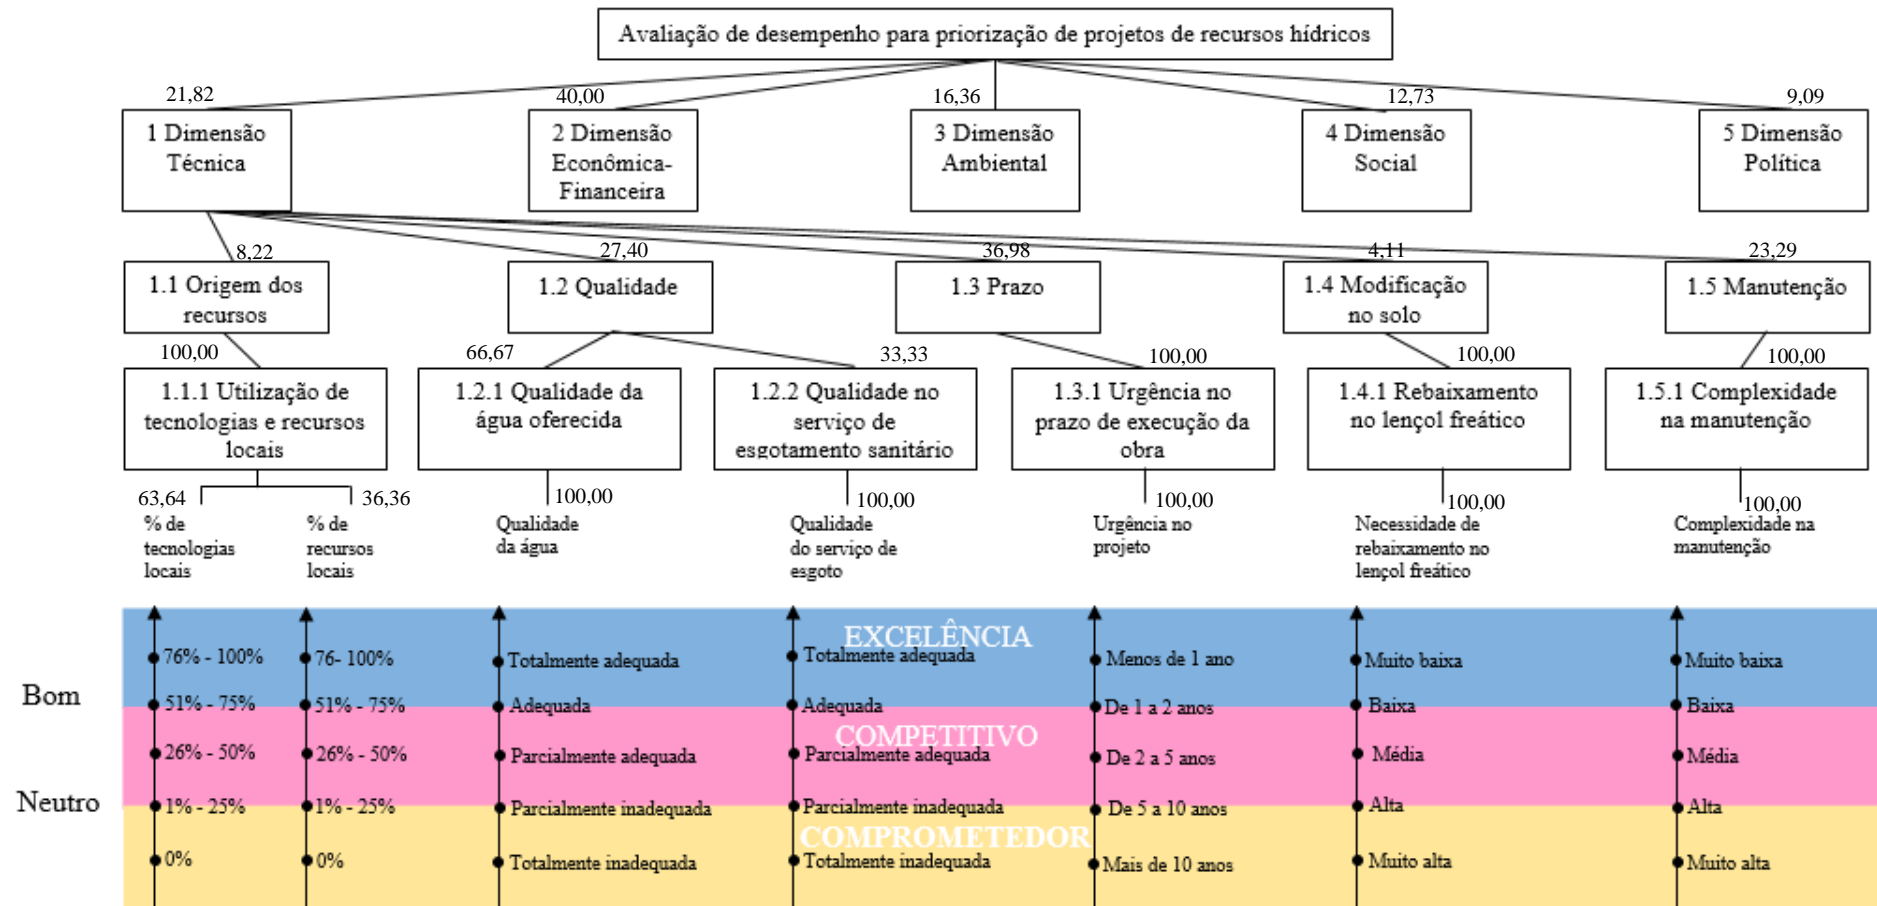 Avaliação de desempenho para priorização de projetos de recursos hídricos
21,82
40,00
16,36
12,73
9,09
1 Dimensão
Técnica
2 Dimensão
Econômica-
Financeira
3 Dimensão
Ambiental
4 Dimensão
Social
5 Dimensão
Política
8,22
27,40
36,98
4,11
23,29
1.1 Origem dos
recursos
1.2 Qualidade
1.3 Prazo
1.4 Modificação
no solo
1.5 Manutenção
100,00
66,67
33,33
100,00
100,00
100,00
1.1.1 Utilização de
tecnologias e recursos
locais
1.2.1 Qualidade da
água oferecida
1.2.2 Qualidade no
serviço de
esgotamento sanitário
1.3.1 Urgência no
prazo de execução da
obra
1.4.1 Rebaixamento
no lençol freático
1.5.1 Complexidade
na manutenção
63,64
36,36
100,00
100,00
100,00
100,00
100,00
% de
tecnologias
locais
% de
recursos
locais
Qualidade
da água
Qualidade
do serviço de
esgoto
Urgência no
projeto
Necessidade de
rebaixamento no
lençol freático
Complexidade na
manutenção
EXCELÊNCIA
76% - 100%
76- 100%
Totalmente adequada
Totalmente adequada
Menos de 1 ano
Muito baixa
Muito baixa
Bom
51% - 75%
51% - 75%
Adequada
Adequada
De 1 a 2 anos
Baixa
Baixa
COMPETITIVO
26% - 50%
26% - 50%
Parcialmente adequada
Parcialmente adequada
De 2 a 5 anos
Média
Média
Neutro
1% - 25%
1% - 25%
Parcialmente inadequada
Parcialmente inadequada
De 5 a 10 anos
Alta
Alta
COMPROMETEDOR
0%
0%
Totalmente inadequada
Totalmente inadequada
Mais de 10 anos
Muito alta
Muito alta